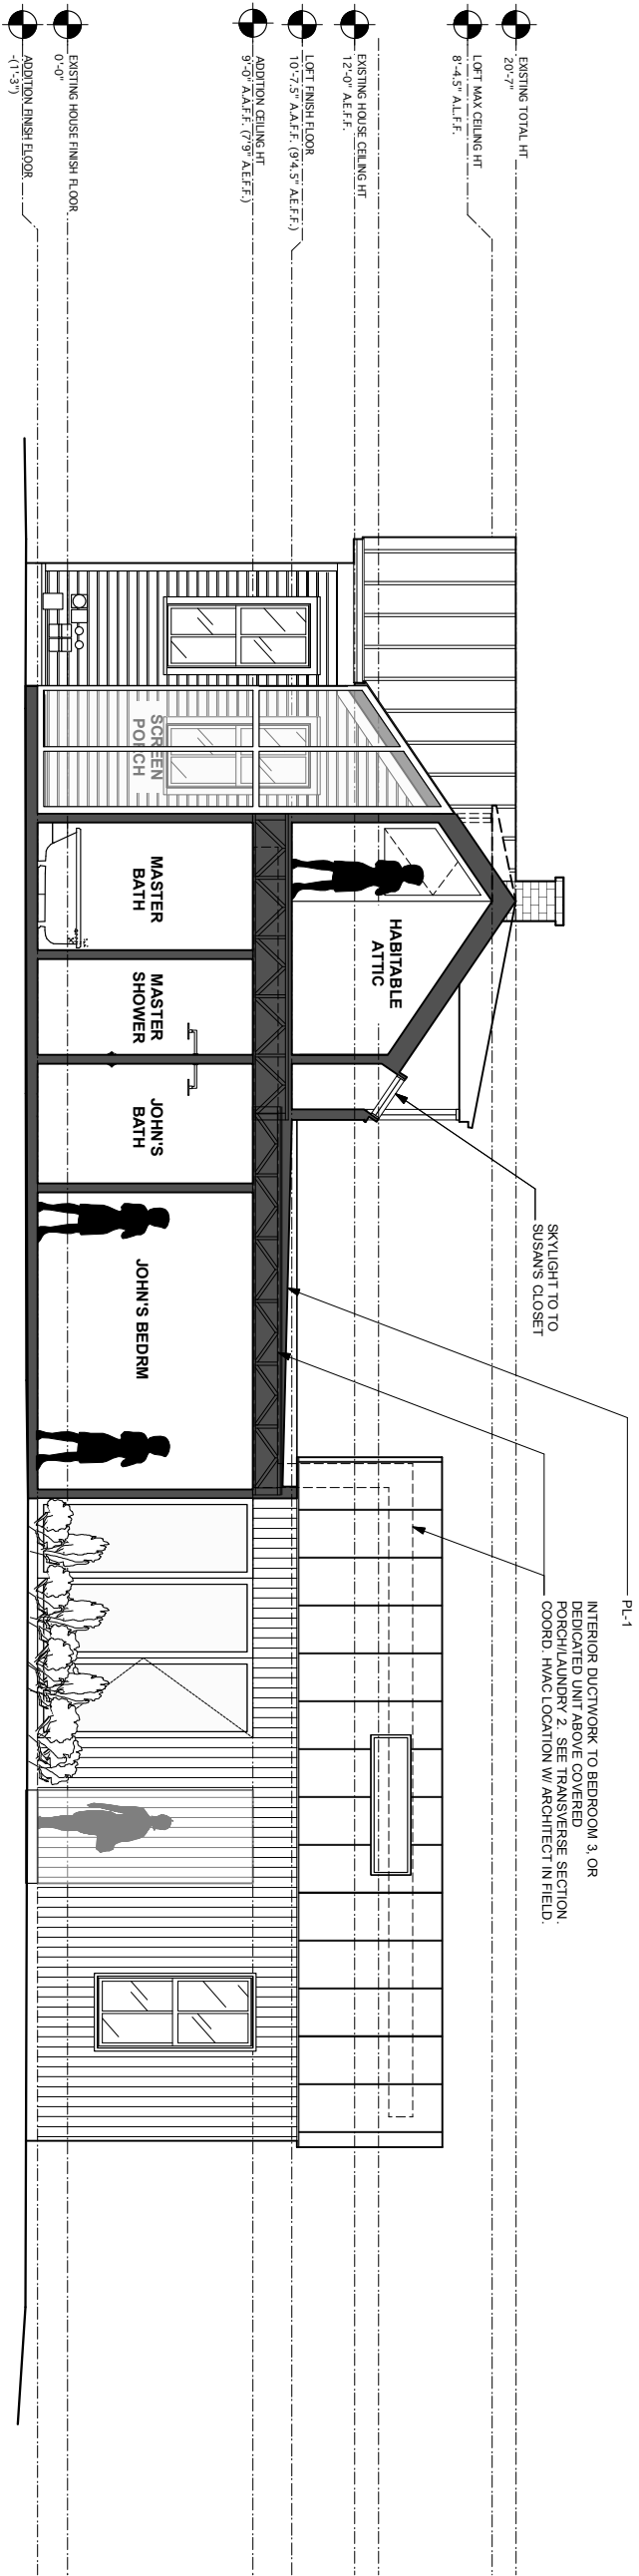 EXISTING TOTAL HT
20'-7"
LOFT MAX CEILING HT
8'-4.5" A.L.F.F.
EXISTING HOUSE CEILING HT
12'-0" A.E.F.F.
LOFT FINISH FLOOR
10'-7.5" A.A.F.F. (9'4.5" A.E.F.F.)
ADDITION CEILING HT
9'-0" A.A.F.F. (7'9" A.E.F.F.)
EXISTING HOUSE FINISH FLOOR
0'-0"
ADDITION FINISH FLOOR
-(1'-3")
PL-1
INTERIOR DUCTWORK TO BEDROOM 3, OR
DEDICATED UNIT ABOVE COVERED
PORCH/LAUNDRY 2. SEE TRANSVERSE SECTION.
COORD. HVAC LOCATION W/ ARCHITECT IN FIELD.
SKYLIGHT TO TO
SUSAN'S CLOSET
HABITABLE
ATTIC
SCREEN
PORCH
MASTER
BATH
MASTER
SHOWER
JOHN'S
BATH
JOHN'S BEDRM